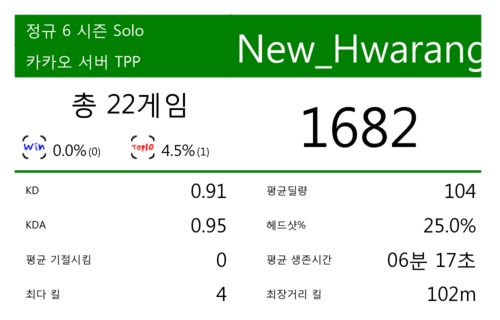 정규 6 시즌 Solo
카카오 서버 TPP
New_Hwarang
총 22게임
Win 0.0% (0)
Top10 4.5% (1)
1682
KD 0.91
평균딜량 104
KDA 0.95
헤드샷% 25.0%
평균 기절시킴 0
평균 생존시간 06분 17초
최다 킬 4
최장거리 킬 102m